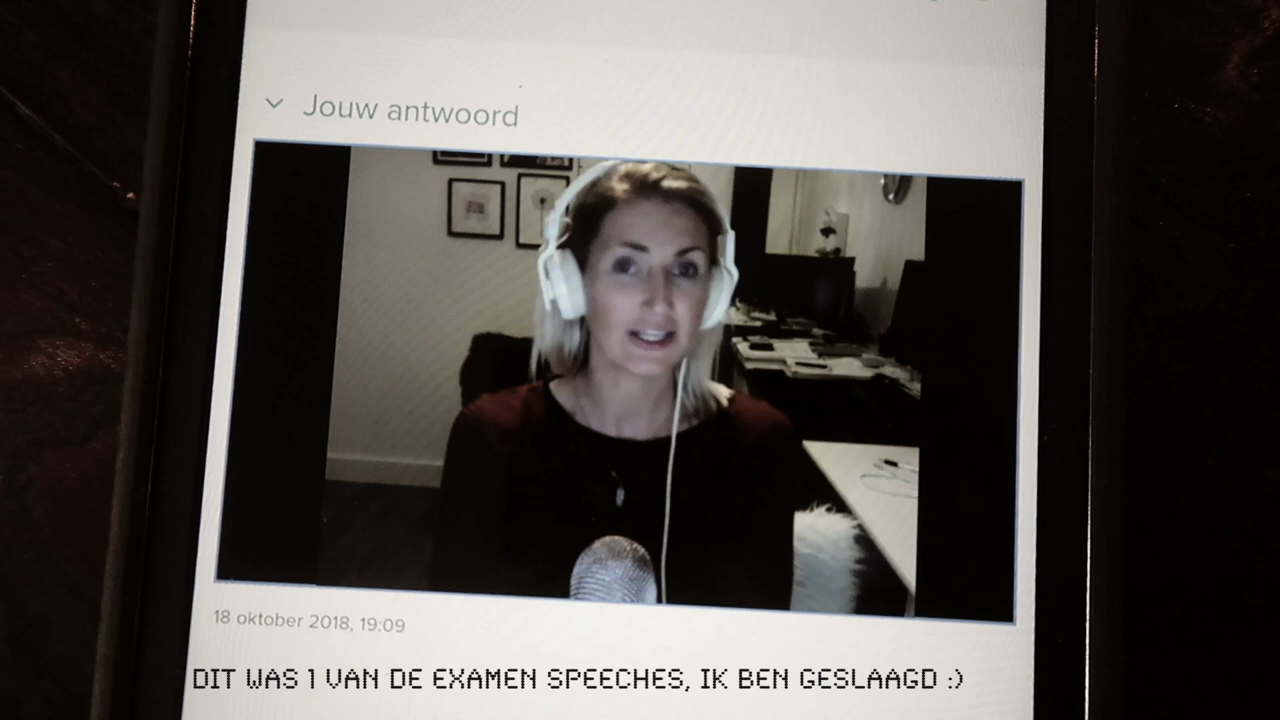 Jouw antwoord
18 oktober 2018, 19:09
DIT WAS 1 VAN DE EXAMEN SPEECHES, IK BEN GESLAAGD :)